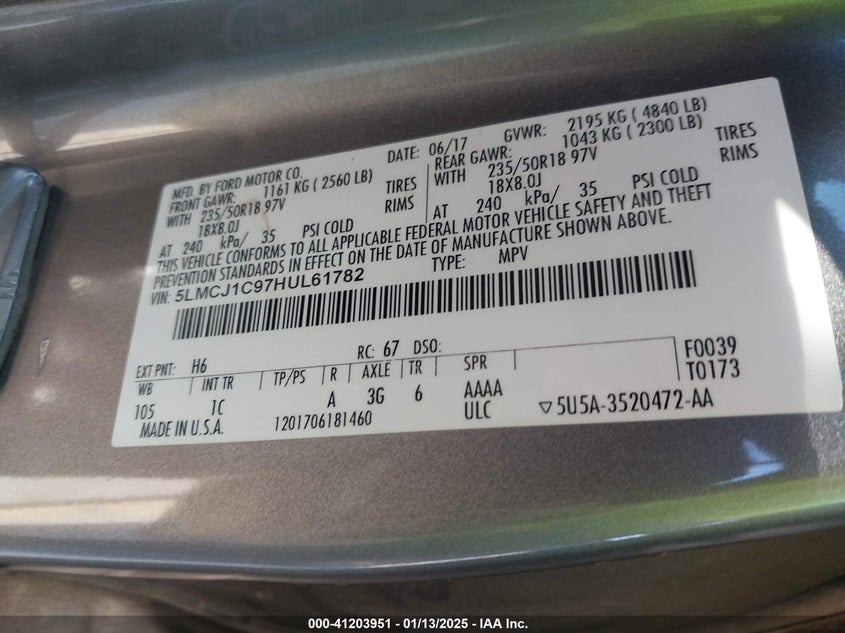 MFD. BY FORD MOTOR CO.
DATE: 06/17 GVWR: 2195 KG ( 4840 LB)
FRONT GAWR: 1161 KG ( 2560 LB)
REAR GAWR: 1043 KG ( 2300 LB)
WITH 235/50R18 97V TIRES
WITH 235/50R18 97V TIRES
18X8.0J RIMS
18X8.0J RIMS
AT 240 kPa/ 35 PSI COLD
AT 240 kPa/ 35 PSI COLD
THIS VEHICLE CONFORMS TO ALL APPLICABLE FEDERAL MOTOR VEHICLE SAFETY AND THEFT
PREVENTION STANDARDS IN EFFECT ON THE DATE OF MANUFACTURE SHOWN ABOVE.
VIN: 5LMCJ1C97HUL61782 TYPE: MPV
EXT PNT: H6 RC: 67 DSO: F0039
WB INT TR TP/PS R AXLE TR SPR T0173
105 1C A 3G 6 AAAA
MADE IN U.S.A. 1201706181460 ULC ▽5U5A-3520472-AA
000-41203951 - 01/13/2025 - IAA Inc.